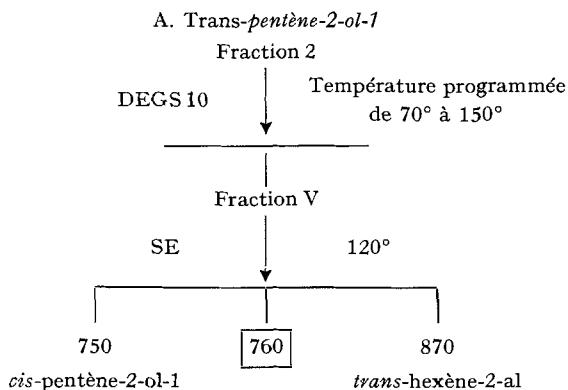 A. Trans-pentène-2-ol-1
Fraction 2
DEGS 10
Température programmée
de 70° à 150°
Fraction V
SE
120°
750
760
870
cis-pentène-2-ol-1
trans-hexène-2-al